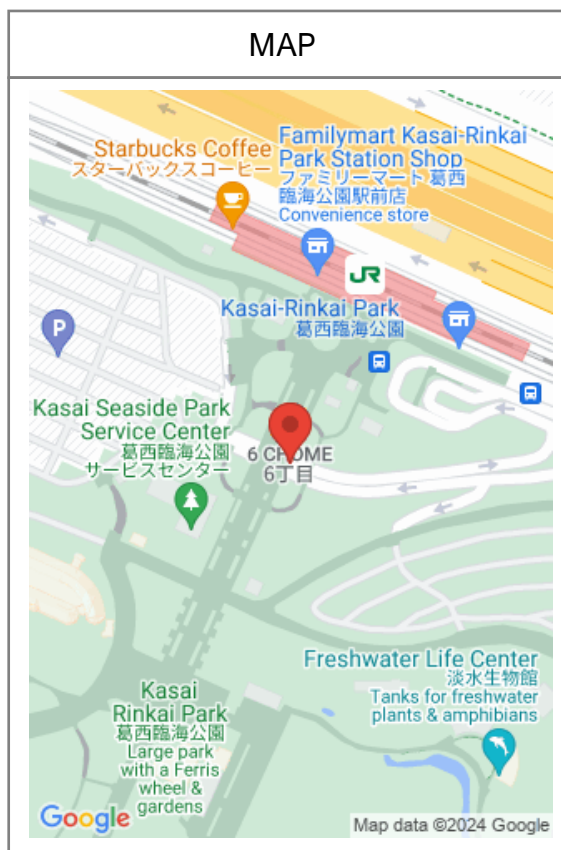 MAP
Starbucks Coffee
スターバックスコーヒー
Familymart Kasai-Rinkai
Park Station Shop
ファミリーマート 葛西
臨海公園駅前店
Convenience store
JR
Kasai-Rinkai Park
葛西臨海公園
P
Kasai Seaside Park
Service Center
葛西臨海公園
サービスセンター
6 CHOME
6丁目
Freshwater Life Center
淡水生物館
Tanks for freshwater
plants & amphibians
Kasai
Rinkai Park
葛西臨海公園
Large park
with a Ferris
wheel &
gardens
Google
Map data ©2024 Google